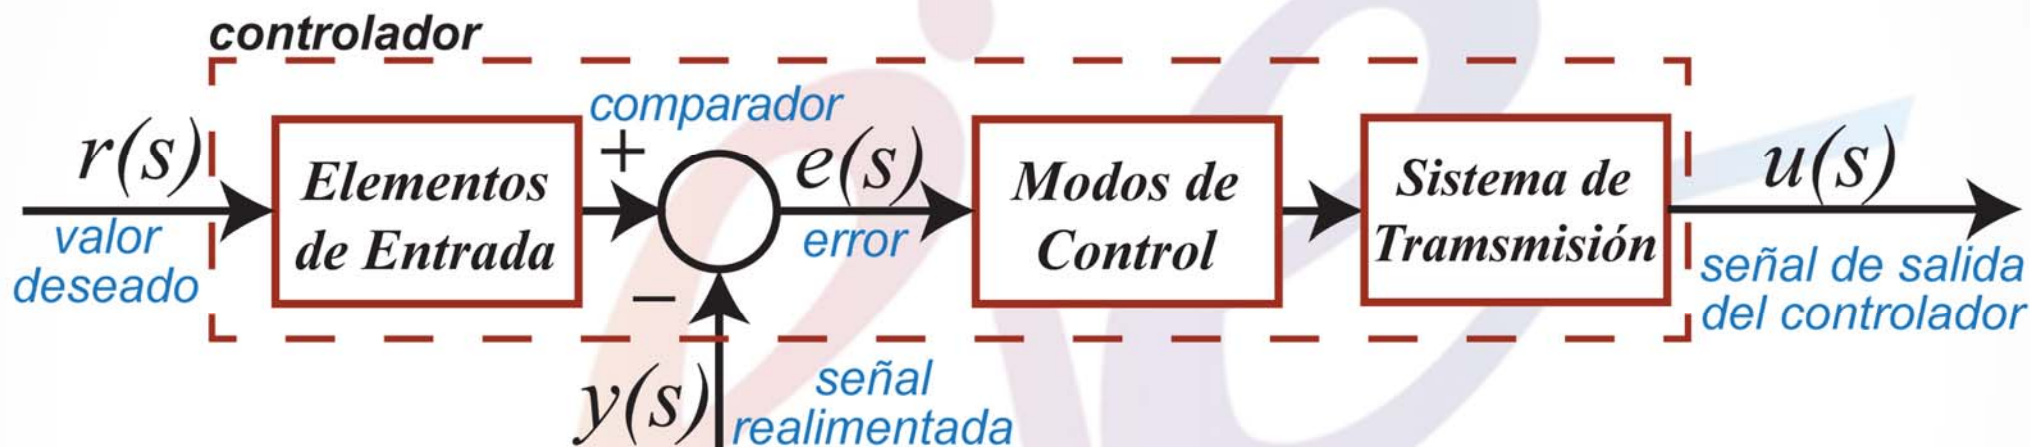 controlador
comparador
r(s)
valor
deseado
Elementos
de Entrada
+
−
e(s)
error
Modos de
Control
Sistema de
Tramsmisión
u(s)
señal de salida
del controlador
y(s)
señal
realimentada